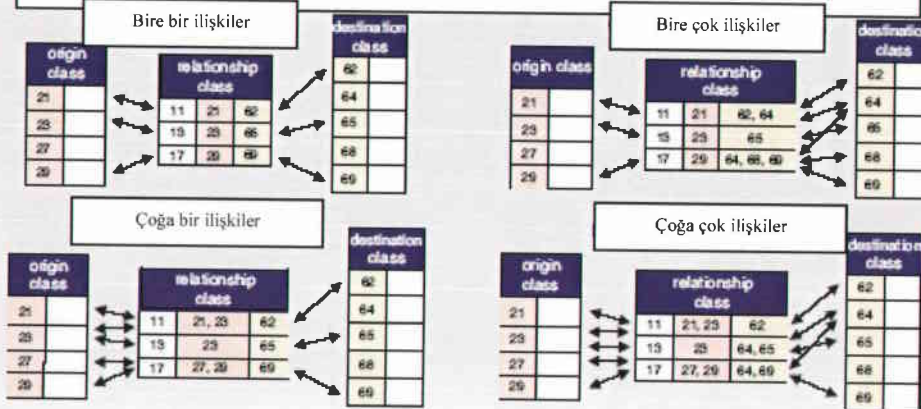 Bire bir ilişkiler
origin class
21
23
27
29
relationship class
11 21 62
13 23 65
17 29 69
destination class
62
64
65
68
69
Bire çok ilişkiler
origin class
21
23
27
29
relationship class
11 21 62, 64
13 23 65
17 29 64, 68, 69
destination
class
62
64
65
68
69
Çoğa bir ilişkiler
origin class
21
23
27
29
relationship class
11 21, 23 62
13 23 65
17 27, 29 69
destination class
62
64
65
68
69
Çoğa çok ilişkiler
origin class
21
23
27
29
relationship class
11 21, 23 62
13 23 64, 65
17 27, 29 64, 69
destination
class
62
64
65
68
69